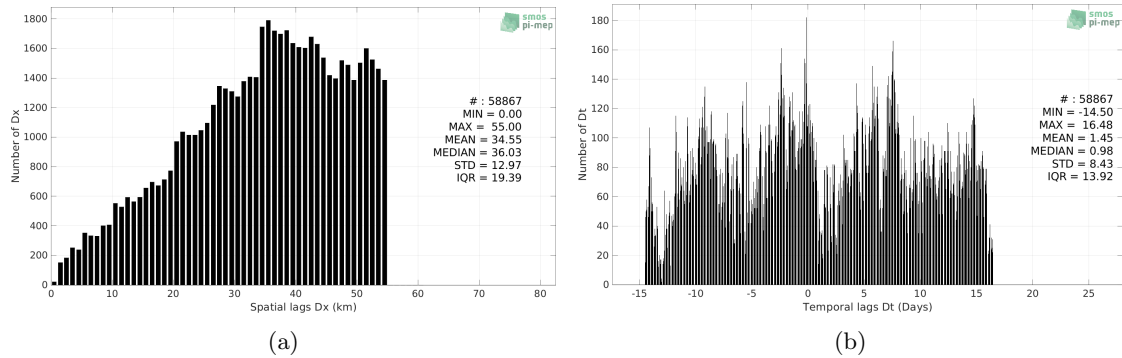 1800
1600
1400
1200
1000
800
600
400
200
0
Number of Dx
0 10 20 30 40 50 60 70 80
Spatial lags Dx (km)
smos
pi-mep
# : 58867
MIN = 0.00
MAX = 55.00
MEAN = 34.55
MEDIAN = 36.03
STD = 12.97
IQR = 19.39
(a)
180
160
140
120
100
80
60
40
20
0
Number of Dt
-15 -10 -5 0 5 10 15 20 25
Temporal lags Dt (Days)
smos
pi-mep
# : 58867
MIN = -14.50
MAX = 16.48
MEAN = 1.45
MEDIAN = 0.98
STD = 8.43
IQR = 13.92
(b)